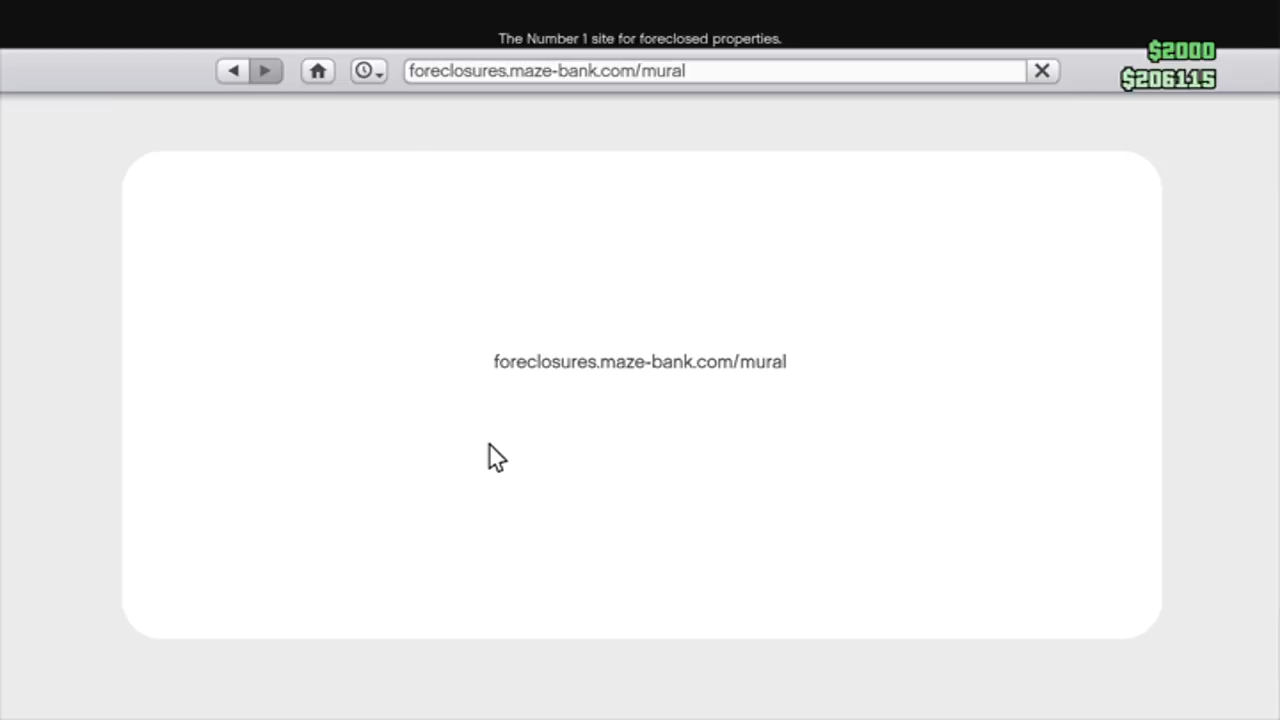 The Number 1 site for foreclosed properties.
$2000
foreclosures.maze-bank.com/mural
$206115
foreclosures.maze-bank.com/mural